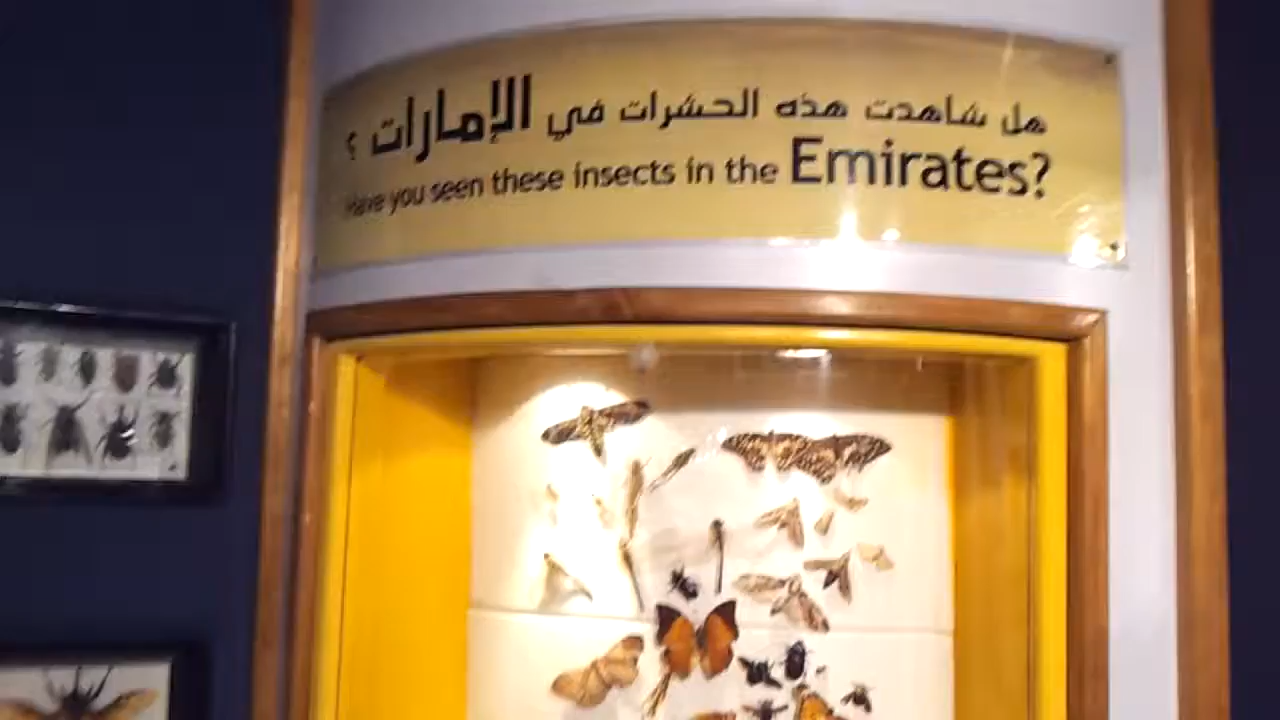 هل شاهدت هذه الحشرات في الإمارات ؟
Have you seen these insects in the Emirates?